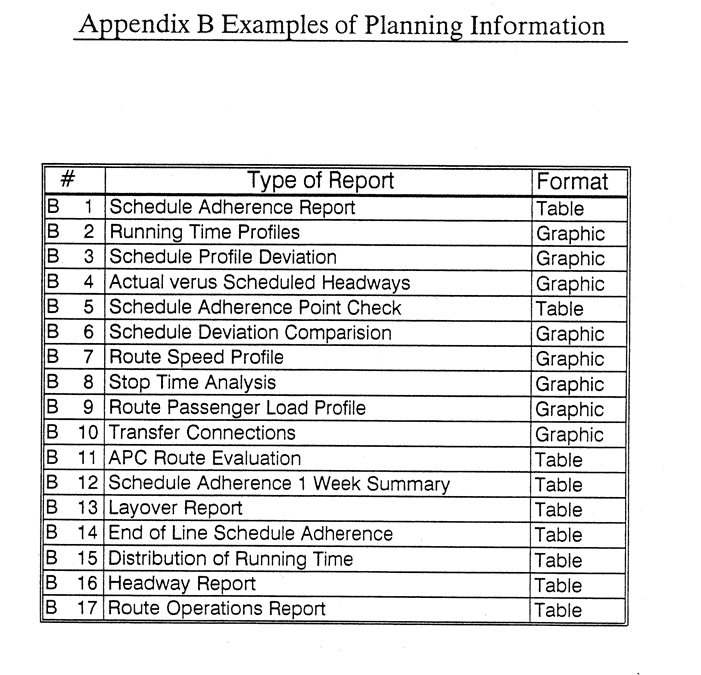 Appendix B Examples of Planning Information
# Type of Report Format
B 1 Schedule Adherence Report Table
B 2 Running Time Profiles Graphic
B 3 Schedule Profile Deviation Graphic
B 4 Actual verus Scheduled Headways Graphic
B 5 Schedule Adherence Point Check Table
B 6 Schedule Deviation Comparision Graphic
B 7 Route Speed Profile Graphic
B 8 Stop Time Analysis Graphic
B 9 Route Passenger Load Profile Graphic
B 10 Transfer Connections Graphic
B 11 APC Route Evaluation Table
B 12 Schedule Adherence 1 Week Summary Table
B 13 Layover Report Table
B 14 End of Line Schedule Adherence Table
B 15 Distribution of Running Time Table
B 16 Headway Report Table
B 17 Route Operations Report Table